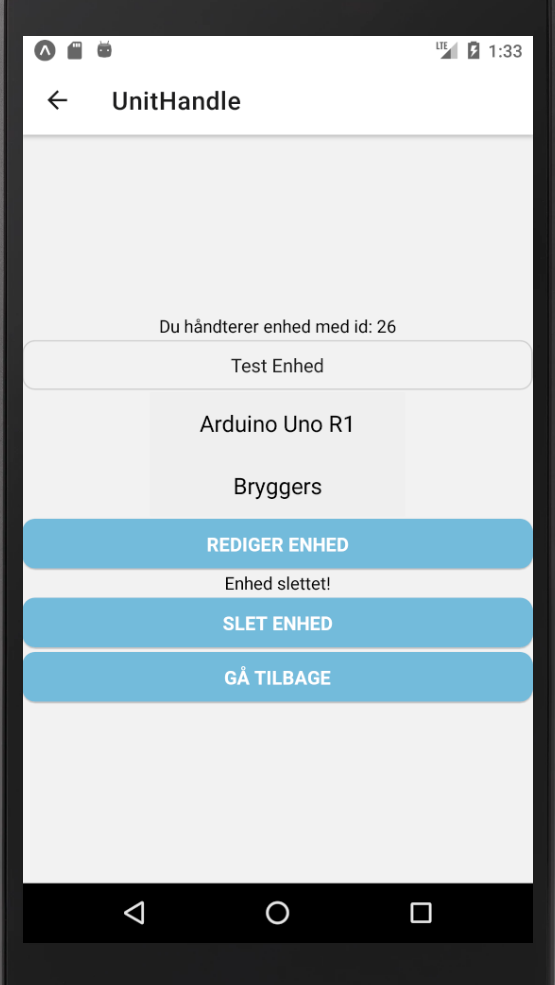 LTE 1:33
UnitHandle
Du håndterer enhed med id: 26
Test Enhed
Arduino Uno R1
Bryggers
REDIGER ENHED
Enhed slettet!
SLET ENHED
GÅ TILBAGE